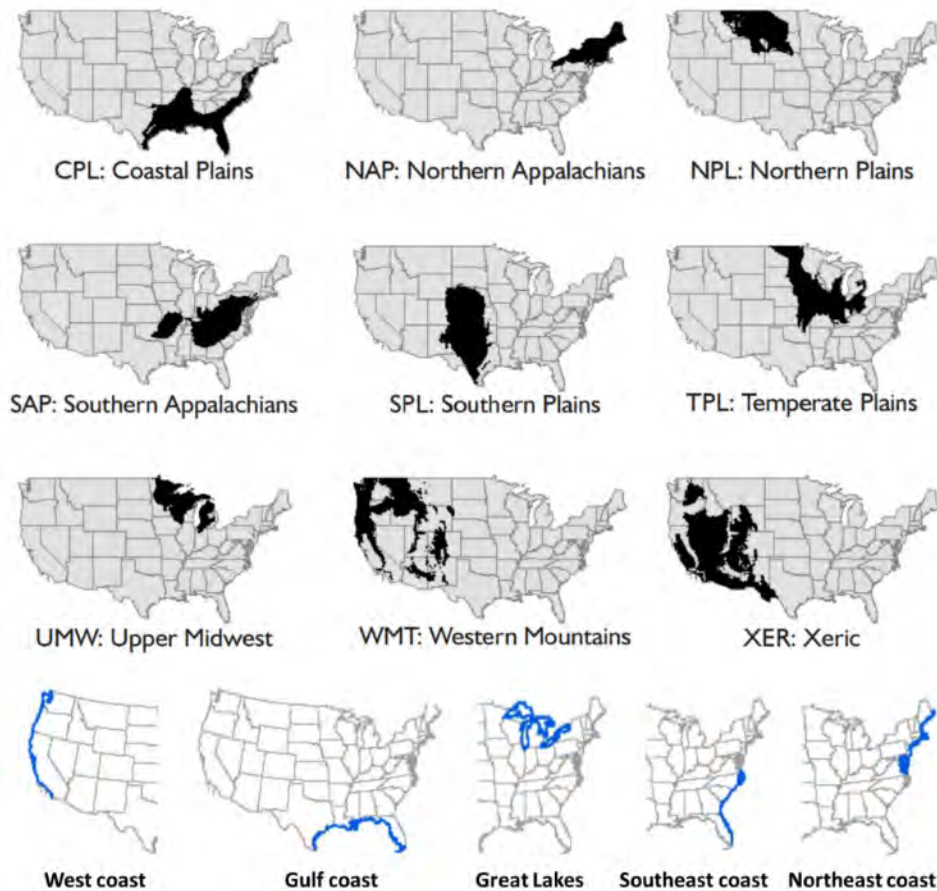 CPL: Coastal Plains
NAP: Northern Appalachians
NPL: Northern Plains
SAP: Southern Appalachians
SPL: Southern Plains
TPL: Temperate Plains
UMW: Upper Midwest
WMT: Western Mountains
XER: Xeric
West coast
Gulf coast
Great Lakes
Southeast coast
Northeast coast